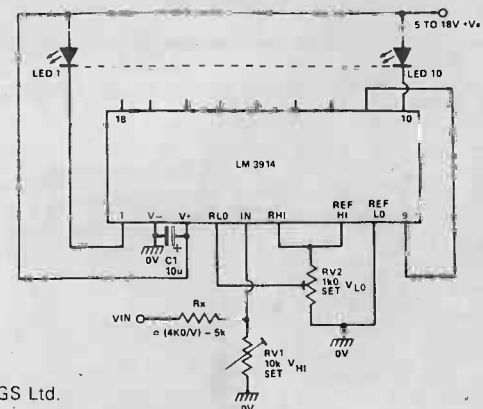 5 TO 18V +Ve
LED 1
LED 10
18
10
LM 3914
1
V-
V+
RLO
IN
RHI
REF
HI
REF
LO
9
0V
C1
10u
+
RV2
1k0
SET VLO
VIN
Rx
= (4K0/V) - 5k
0V
RV1
10k
SET
VHI
0V
GS Ltd.